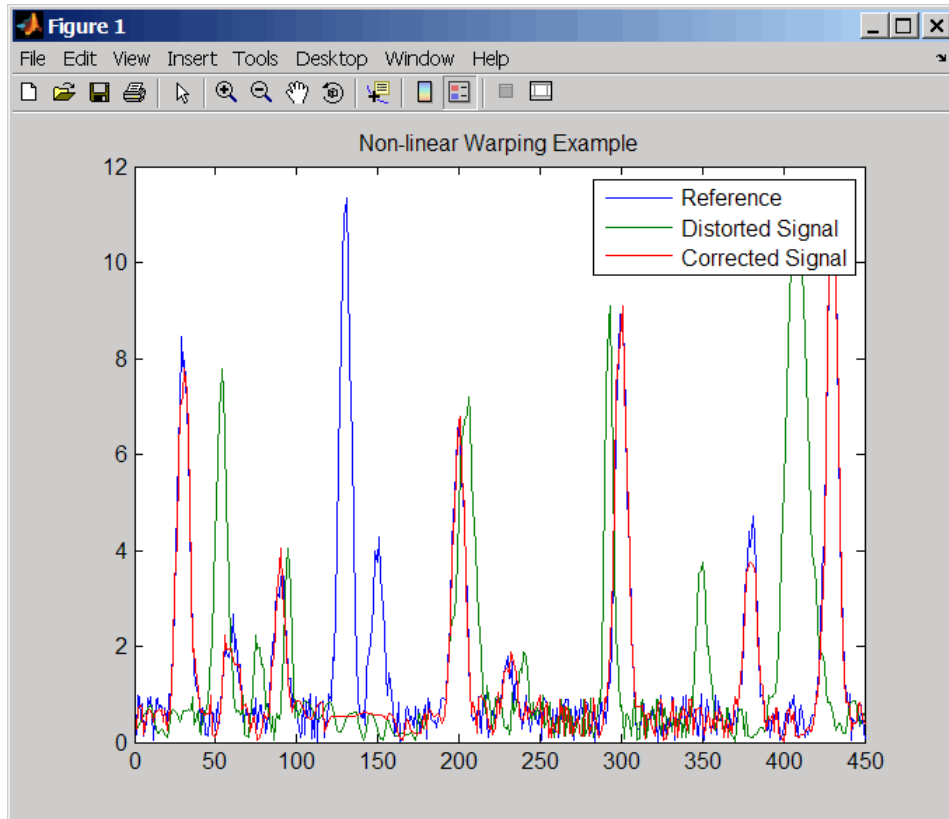 Figure 1
File Edit View Insert Tools Desktop Window Help
Non-linear Warping Example
12
10
8
6
4
2
0
Reference
Distorted Signal
Corrected Signal
0 50 100 150 200 250 300 350 400 450